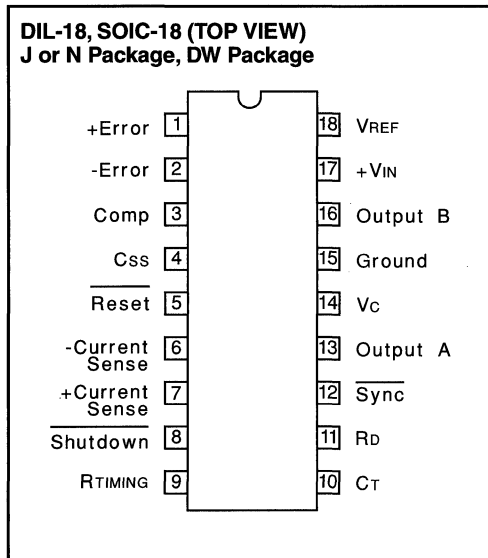 DIL-18, SOIC-18 (TOP VIEW)
J or N Package, DW Package
+Error 1
-Error 2
Comp 3
Css 4
Reset 5
-Current
Sense 6
+Current
Sense 7
Shutdown 8
RTIMING 9
18 VREF
17 +VIN
16 Output B
15 Ground
14 Vc
13 Output A
12 Sync
11 RD
10 CT